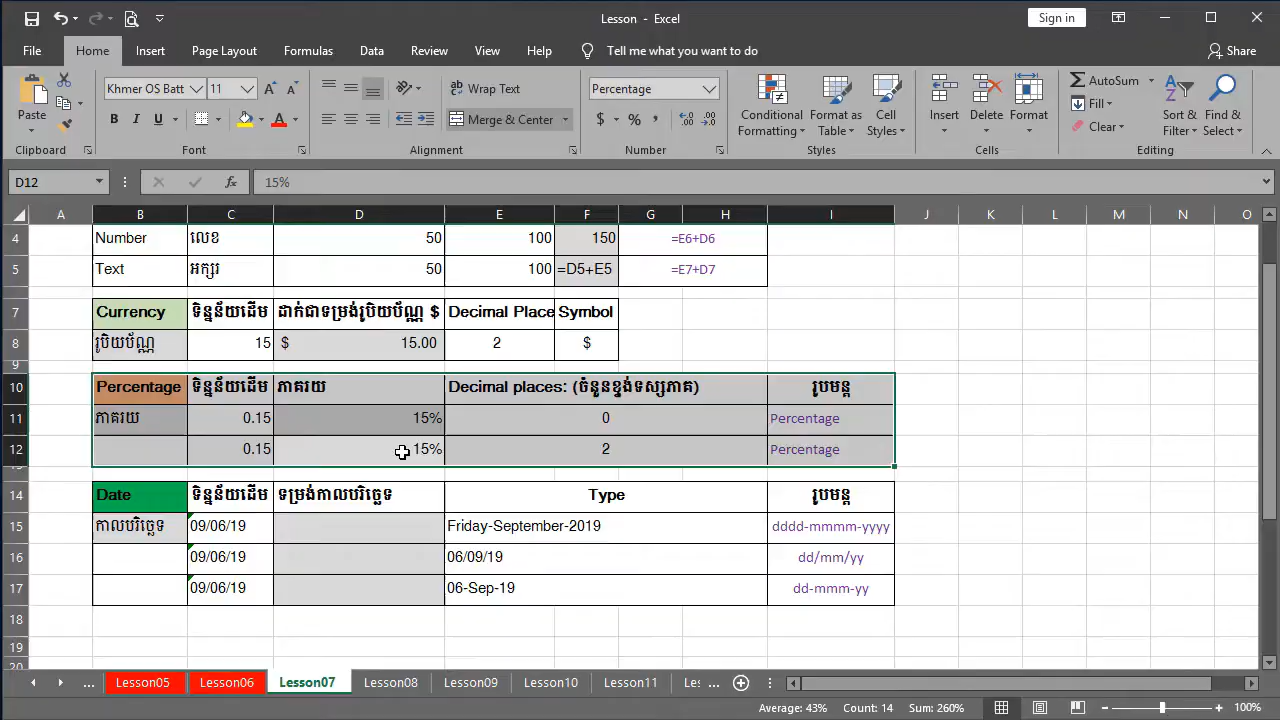 Lesson - Excel
Sign in
File Home Insert Page Layout Formulas Data Review View Help Tell me what you want to do Share
Khmer OS Batt 11 Wrap Text Percentage AutoSum
Fill
Paste B I U A Merge & Center $ % , Conditional Formatting Format as Table Cell Styles Insert Delete Format Clear Sort & Filter Find & Select
Clipboard Font Alignment Number Styles Cells Editing
D12 fx 15%
A B C D E F G H I J K L M N O
4 Number លេខ 50 100 150 =E6+D6
5 Text អក្សរ 50 100 =D5+E5 =E7+D7
7 Currency ទិន្នន័យដើម ដាក់ជាទម្រង់រូបិយប័ណ្ណ $ Decimal Place Symbol
8 រូបិយប័ណ្ណ 15 $ 15.00 2 $
9
10 Percentage ទិន្នន័យដើម ភាគរយ Decimal places: (ចំនួនខ្ទង់ទស្សភាគ) រូបមន្ត
11 ភាគរយ 0.15 15% 0 Percentage
12 0.15 15% 2 Percentage
14 Date ទិន្នន័យដើម ទម្រង់កាលបរិច្ឆេទ Type រូបមន្ត
15 កាលបរិច្ឆេទ 09/06/19 Friday-September-2019 dddd-mmmm-yyyy
16 09/06/19 06/09/19 dd/mm/yy
17 09/06/19 06-Sep-19 dd-mmm-yy
18
19
20
... Lesson05 Lesson06 Lesson07 Lesson08 Lesson09 Lesson10 Lesson11 Les ...
Average: 43% Count: 14 Sum: 260% 100%